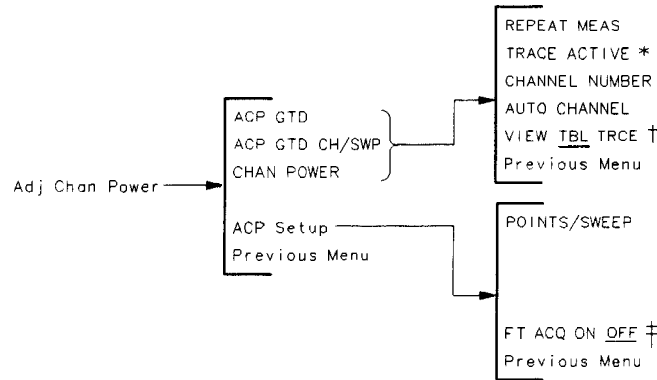 Adj Chan Power
ACP GTD
ACP GTD CH/SWP
CHAN POWER
ACP Setup
Previous Menu
REPEAT MEAS
TRACE ACTIVE *
CHANNEL NUMBER
AUTO CHANNEL
VIEW TBL TRCE †
Previous Menu
POINTS/SWEEP
FT ACQ ON OFF ‡
Previous Menu